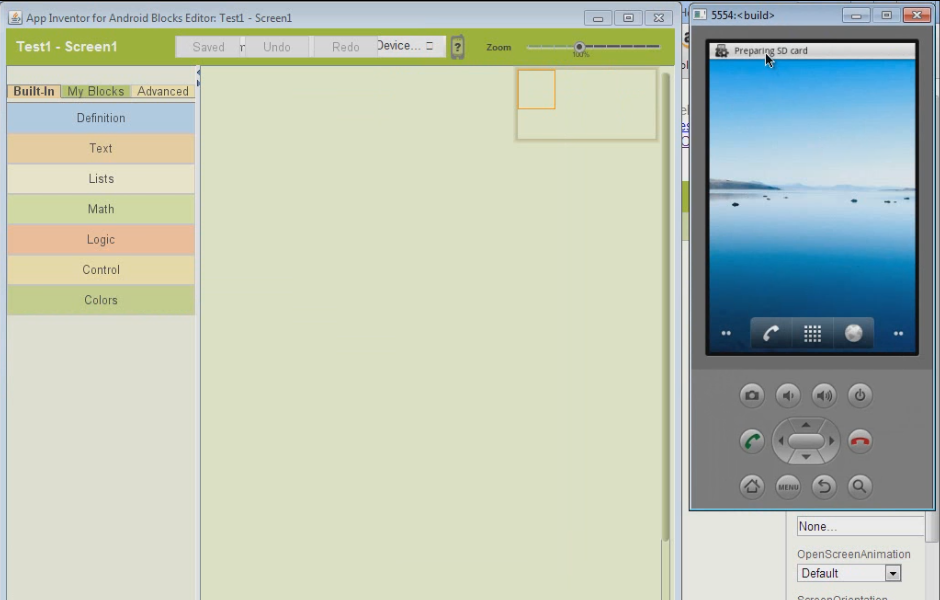 App Inventor for Android Blocks Editor: Test1 - Screen1
Test1 - Screen1
Saved
Undo
Redo
Device...
?
Zoom
100%
Built-In
My Blocks
Advanced
Definition
Text
Lists
Math
Logic
Control
Colors
5554:<build>
Preparing SD card
MENU
None...
OpenScreenAnimation
Default
ScreenOrientation